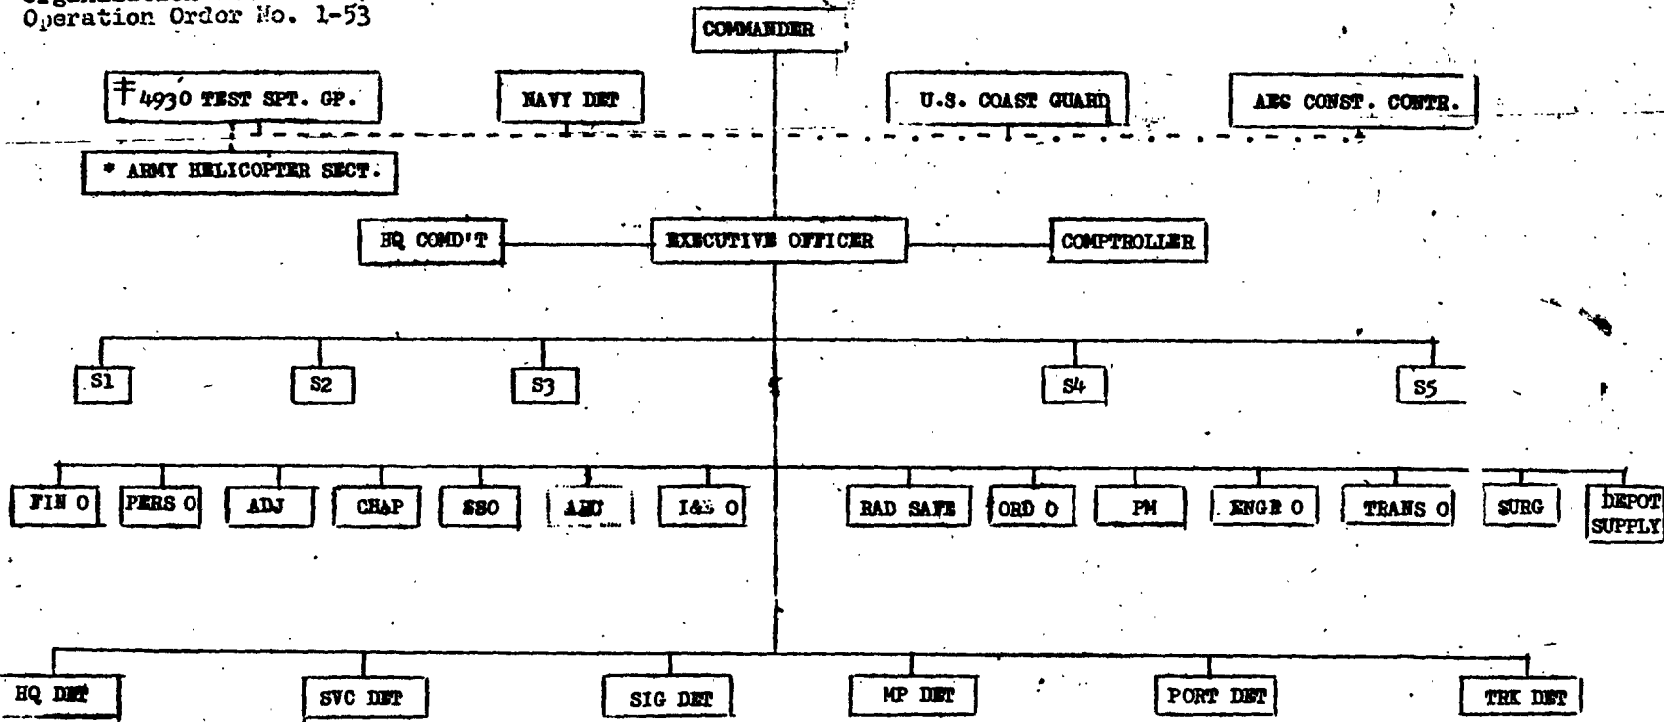 Operation Order No. 1-53
COMMANDER
‡ 4930 TEST SPT. GP.
NAVY DET
U.S. COAST GUARD
AEC CONST. CONTR.
* ARMY HELICOPTER SECT.
HQ COMD'T
EXECUTIVE OFFICER
COMPTROLLER
S1
S2
S3
S4
S5
FIN O
PERS O
ADJ
CHAP
SSO
I&E O
RAD SAFE
ORD O
PM
ENGR O
TRANS O
SURG
DEPOT
SUPPLY
HQ DET
SVC DET
SIG DET
MP DET
PORT DET
TRK DET